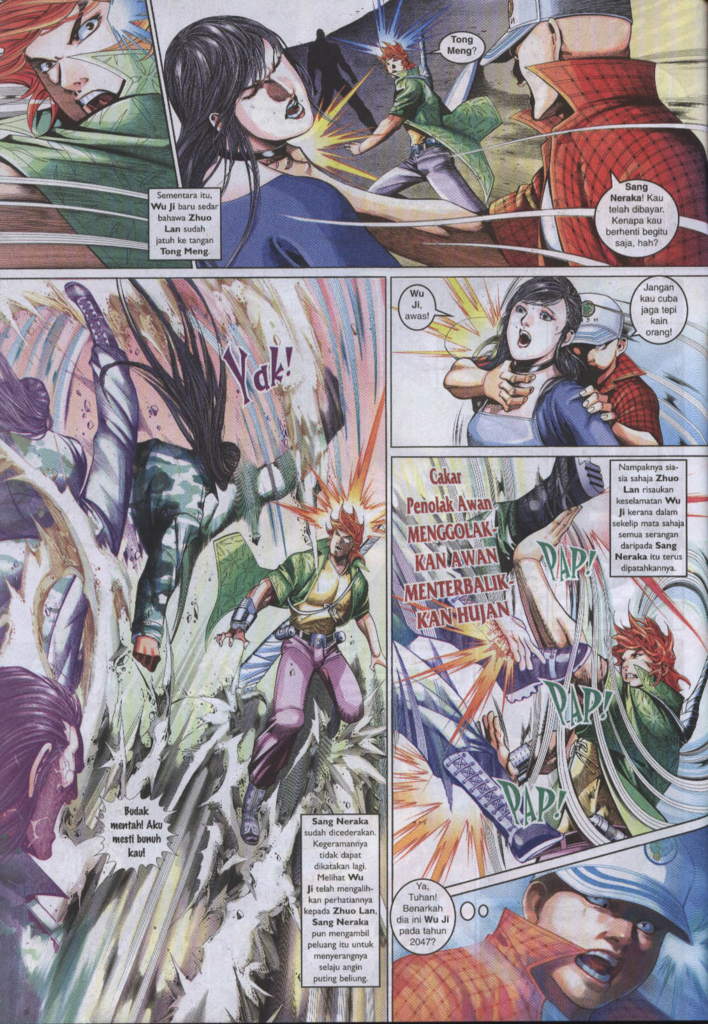 Tong
Meng?
Sementara itu,
Wu Ji baru sedar
bahawa Zhuo
Lan sudah
jatuh ke tangan
Tong Meng.
Sang
Neraka! Kau
telah dibayar.
Kenapa kau
berhenti begitu
saja, hah?
Yak!
Budak
mentah! Aku
mesti bunuh
kau!
Sang Neraka
sudah dicederakan.
Kegeramannya
tidak dapat
dikatakan lagi.
Melihat Wu
Ji telah mengalih-
kan perhatiannya
kepada Zhuo Lan,
Sang Neraka
pun mengambil
peluang itu untuk
menyerangnya
selaju angin
puting beliung.
Wu
Ji,
awas!
Jangan
kau cuba
jaga tepi
kain
orang!
Cakar
Penolak Awan
MENGGOLAK-
KAN AWAN
MENTERBALIK-
KAN HUJAN
Nampaknya sia-
sia sahaja Zhuo
Lan risaukan
keselamatan Wu
Ji kerana dalam
sekelip mata sahaja
semua serangan
daripada Sang
Neraka itu terus
dipatahkannya.
PAP!
PAP!
PAP!
Ya,
Tuhan!
Benarkah
dia ini Wu Ji
pada tahun
2047?